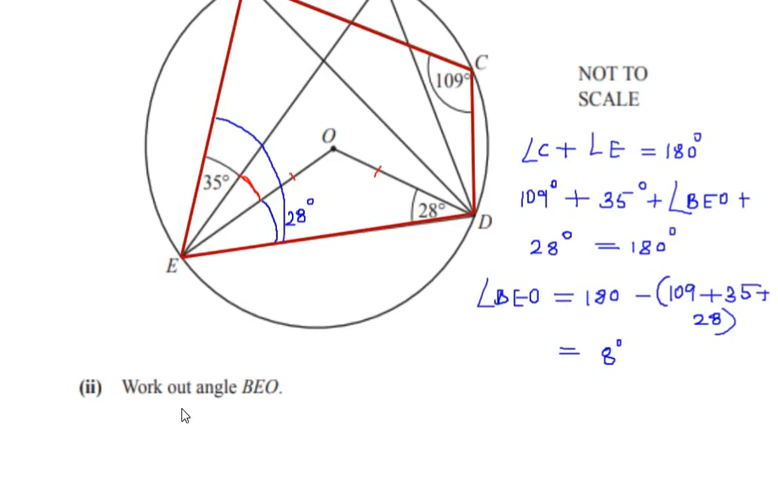 C
109°
NOT TO
SCALE
O
∠C + ∠E = 180°
35°
109° + 35° + ∠BEO +
28°
28°
D
28° = 180°
E
∠BEO = 180 - (109 + 35 +
28)
= 8°
(ii) Work out angle BEO.